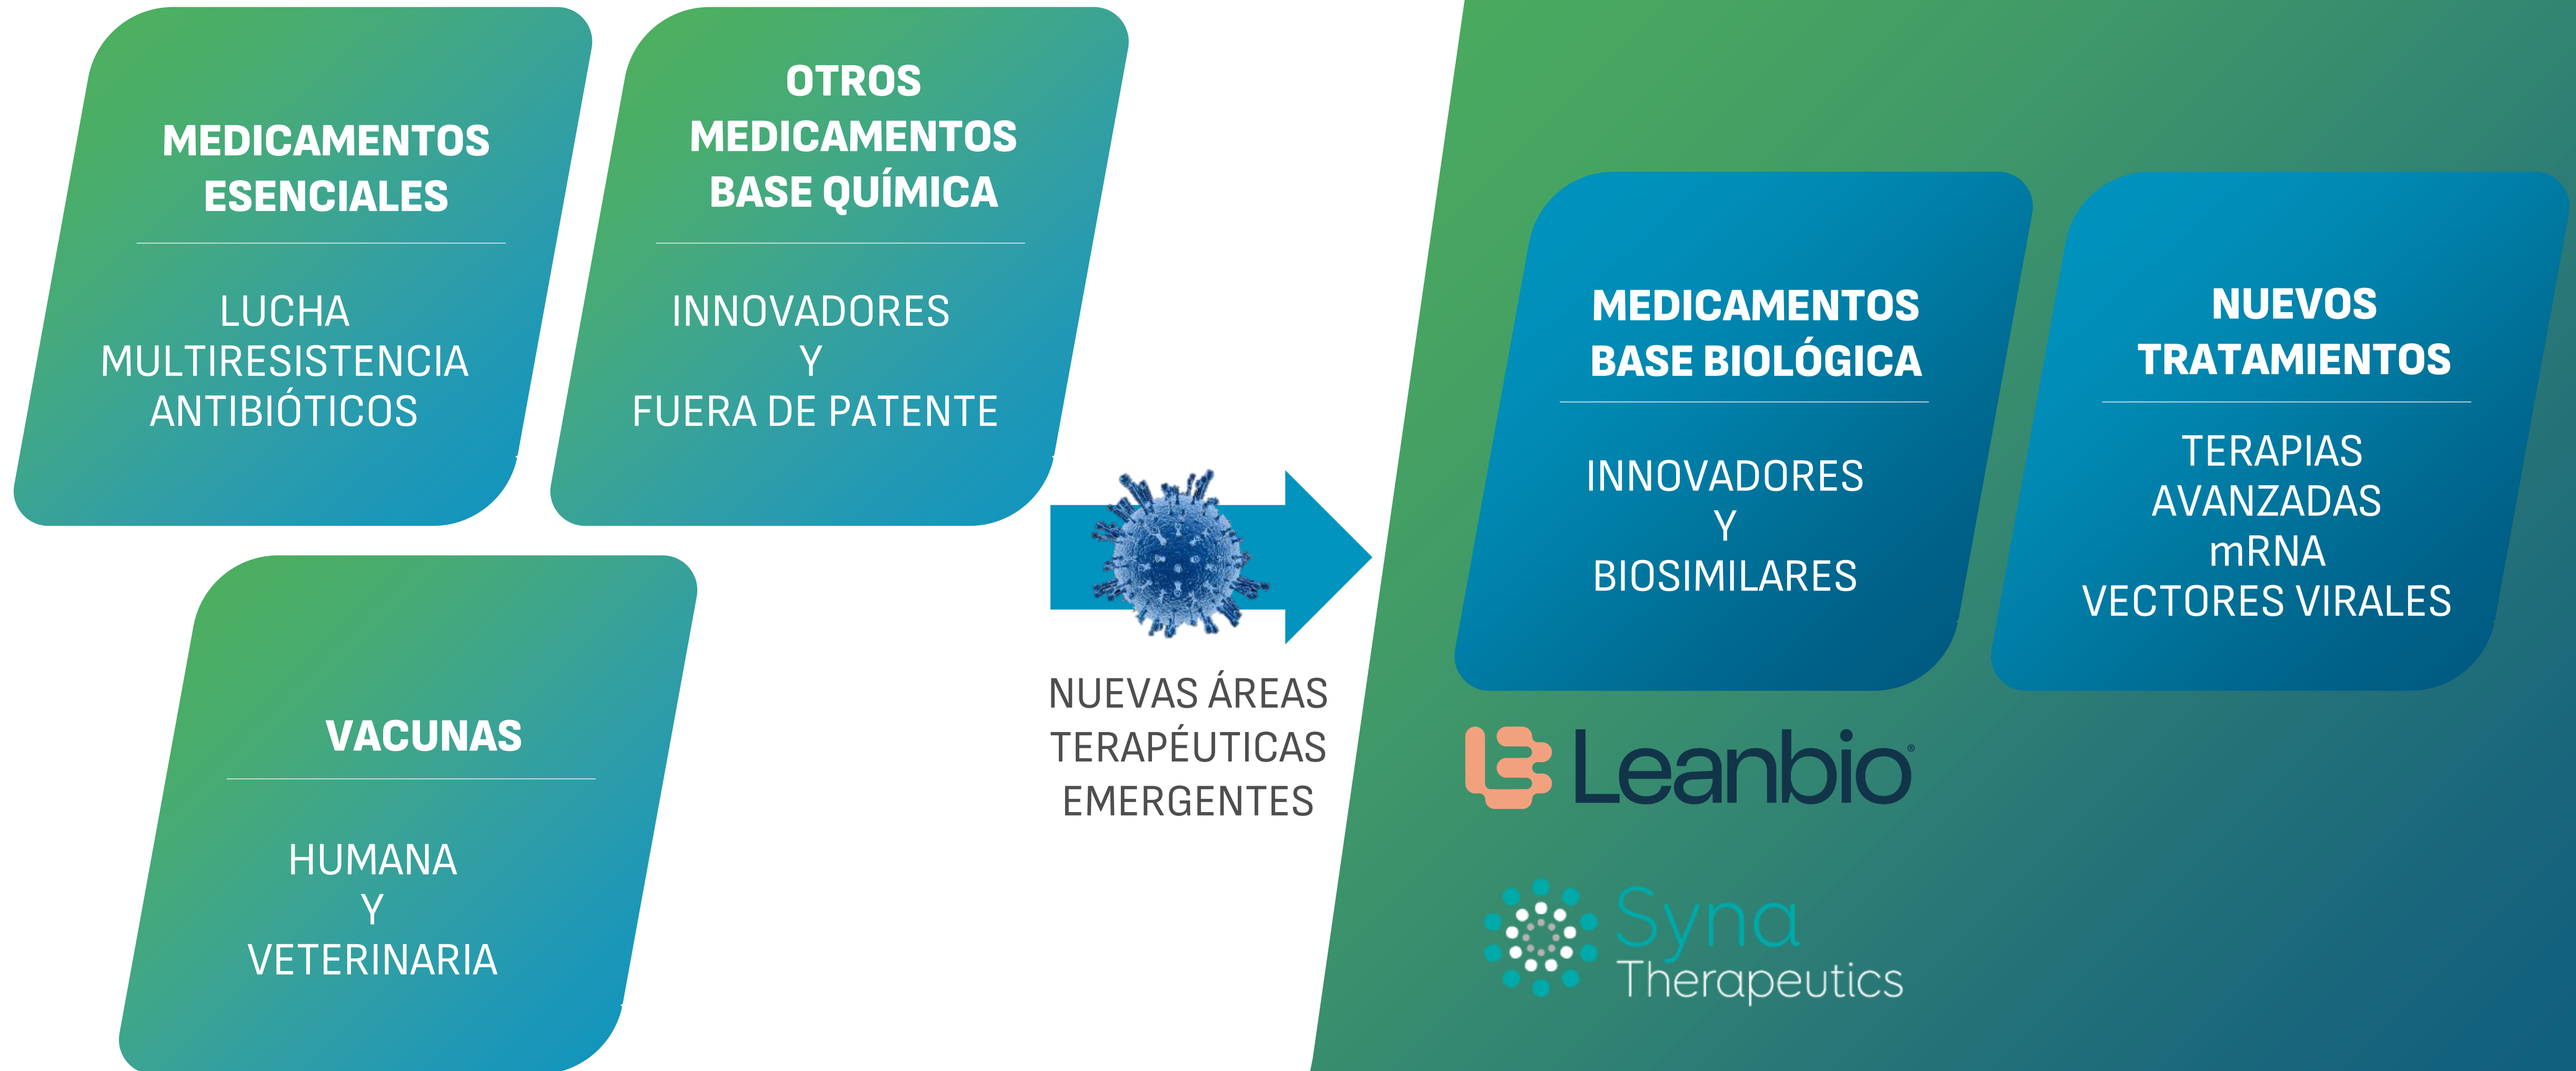 MEDICAMENTOS
ESENCIALES
LUCHA
MULTIRESISTENCIA
ANTIBIÓTICOS
OTROS
MEDICAMENTOS
BASE QUÍMICA
INNOVADORES
Y
FUERA DE PATENTE
VACUNAS
HUMANA
Y
VETERINARIA
NUEVAS ÁREAS
TERAPÉUTICAS
EMERGENTES
MEDICAMENTOS
BASE BIOLÓGICA
INNOVADORES
Y
BIOSIMILARES
NUEVOS
TRATAMIENTOS
TERAPIAS
AVANZADAS
mRNA
VECTORES VIRALES
Leanbio®
Syna
Therapeutics